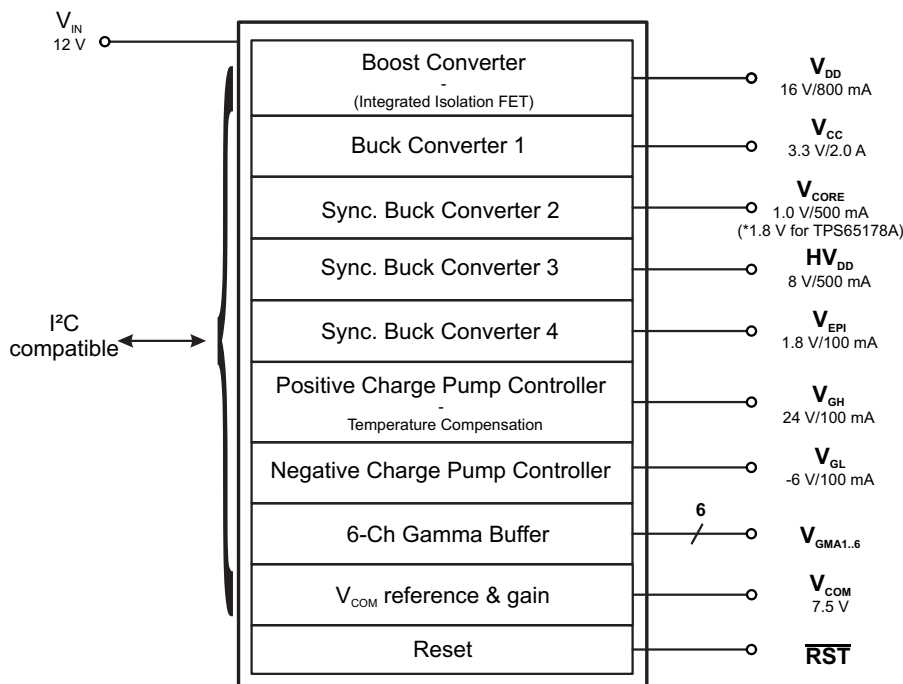 V_IN
12 V
Boost Converter
-
(Integrated Isolation FET)
V_DD
16 V/800 mA
Buck Converter 1
V_CC
3.3 V/2.0 A
Sync. Buck Converter 2
V_CORE
1.0 V/500 mA
(*1.8 V for TPS65178A)
Sync. Buck Converter 3
HV_DD
8 V/500 mA
I²C
compatible
Sync. Buck Converter 4
V_EPI
1.8 V/100 mA
Positive Charge Pump Controller
-
Temperature Compensation
V_GH
24 V/100 mA
Negative Charge Pump Controller
V_GL
-6 V/100 mA
6-Ch Gamma Buffer
6
V_GMA1..6
V_COM reference & gain
V_COM
7.5 V
Reset
RST